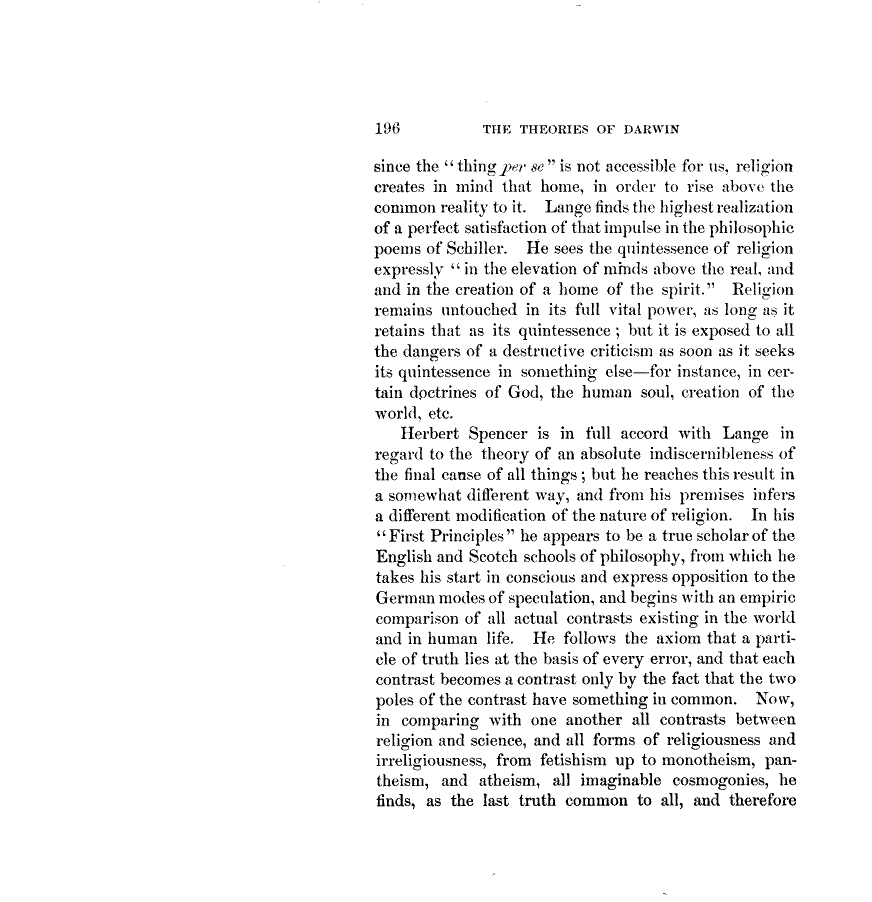 196 THE THEORIES OF DARWIN
since the “thing per se” is not accessible for us, religion
creates in mind that home, in order to rise above the
common reality to it. Lange finds the highest realization
of a perfect satisfaction of that impulse in the philosophic
poems of Schiller. He sees the quintessence of religion
expressly “in the elevation of minds above the real, and
and in the creation of a home of the spirit.” Religion
remains untouched in its full vital power, as long as it
retains that as its quintessence; but it is exposed to all
the dangers of a destructive criticism as soon as it seeks
its quintessence in something else—for instance, in cer-
tain doctrines of God, the human soul, creation of the
world, etc.
Herbert Spencer is in full accord with Lange in
regard to the theory of an absolute indiscernibleness of
the final cause of all things; but he reaches this result in
a somewhat different way, and from his premises infers
a different modification of the nature of religion. In his
“First Principles” he appears to be a true scholar of the
English and Scotch schools of philosophy, from which he
takes his start in conscious and express opposition to the
German modes of speculation, and begins with an empiric
comparison of all actual contrasts existing in the world
and in human life. He follows the axiom that a parti-
cle of truth lies at the basis of every error, and that each
contrast becomes a contrast only by the fact that the two
poles of the contrast have something in common. Now,
in comparing with one another all contrasts between
religion and science, and all forms of religiousness and
irreligiousness, from fetishism up to monotheism, pan-
theism, and atheism, all imaginable cosmogonies, he
finds, as the last truth common to all, and therefore